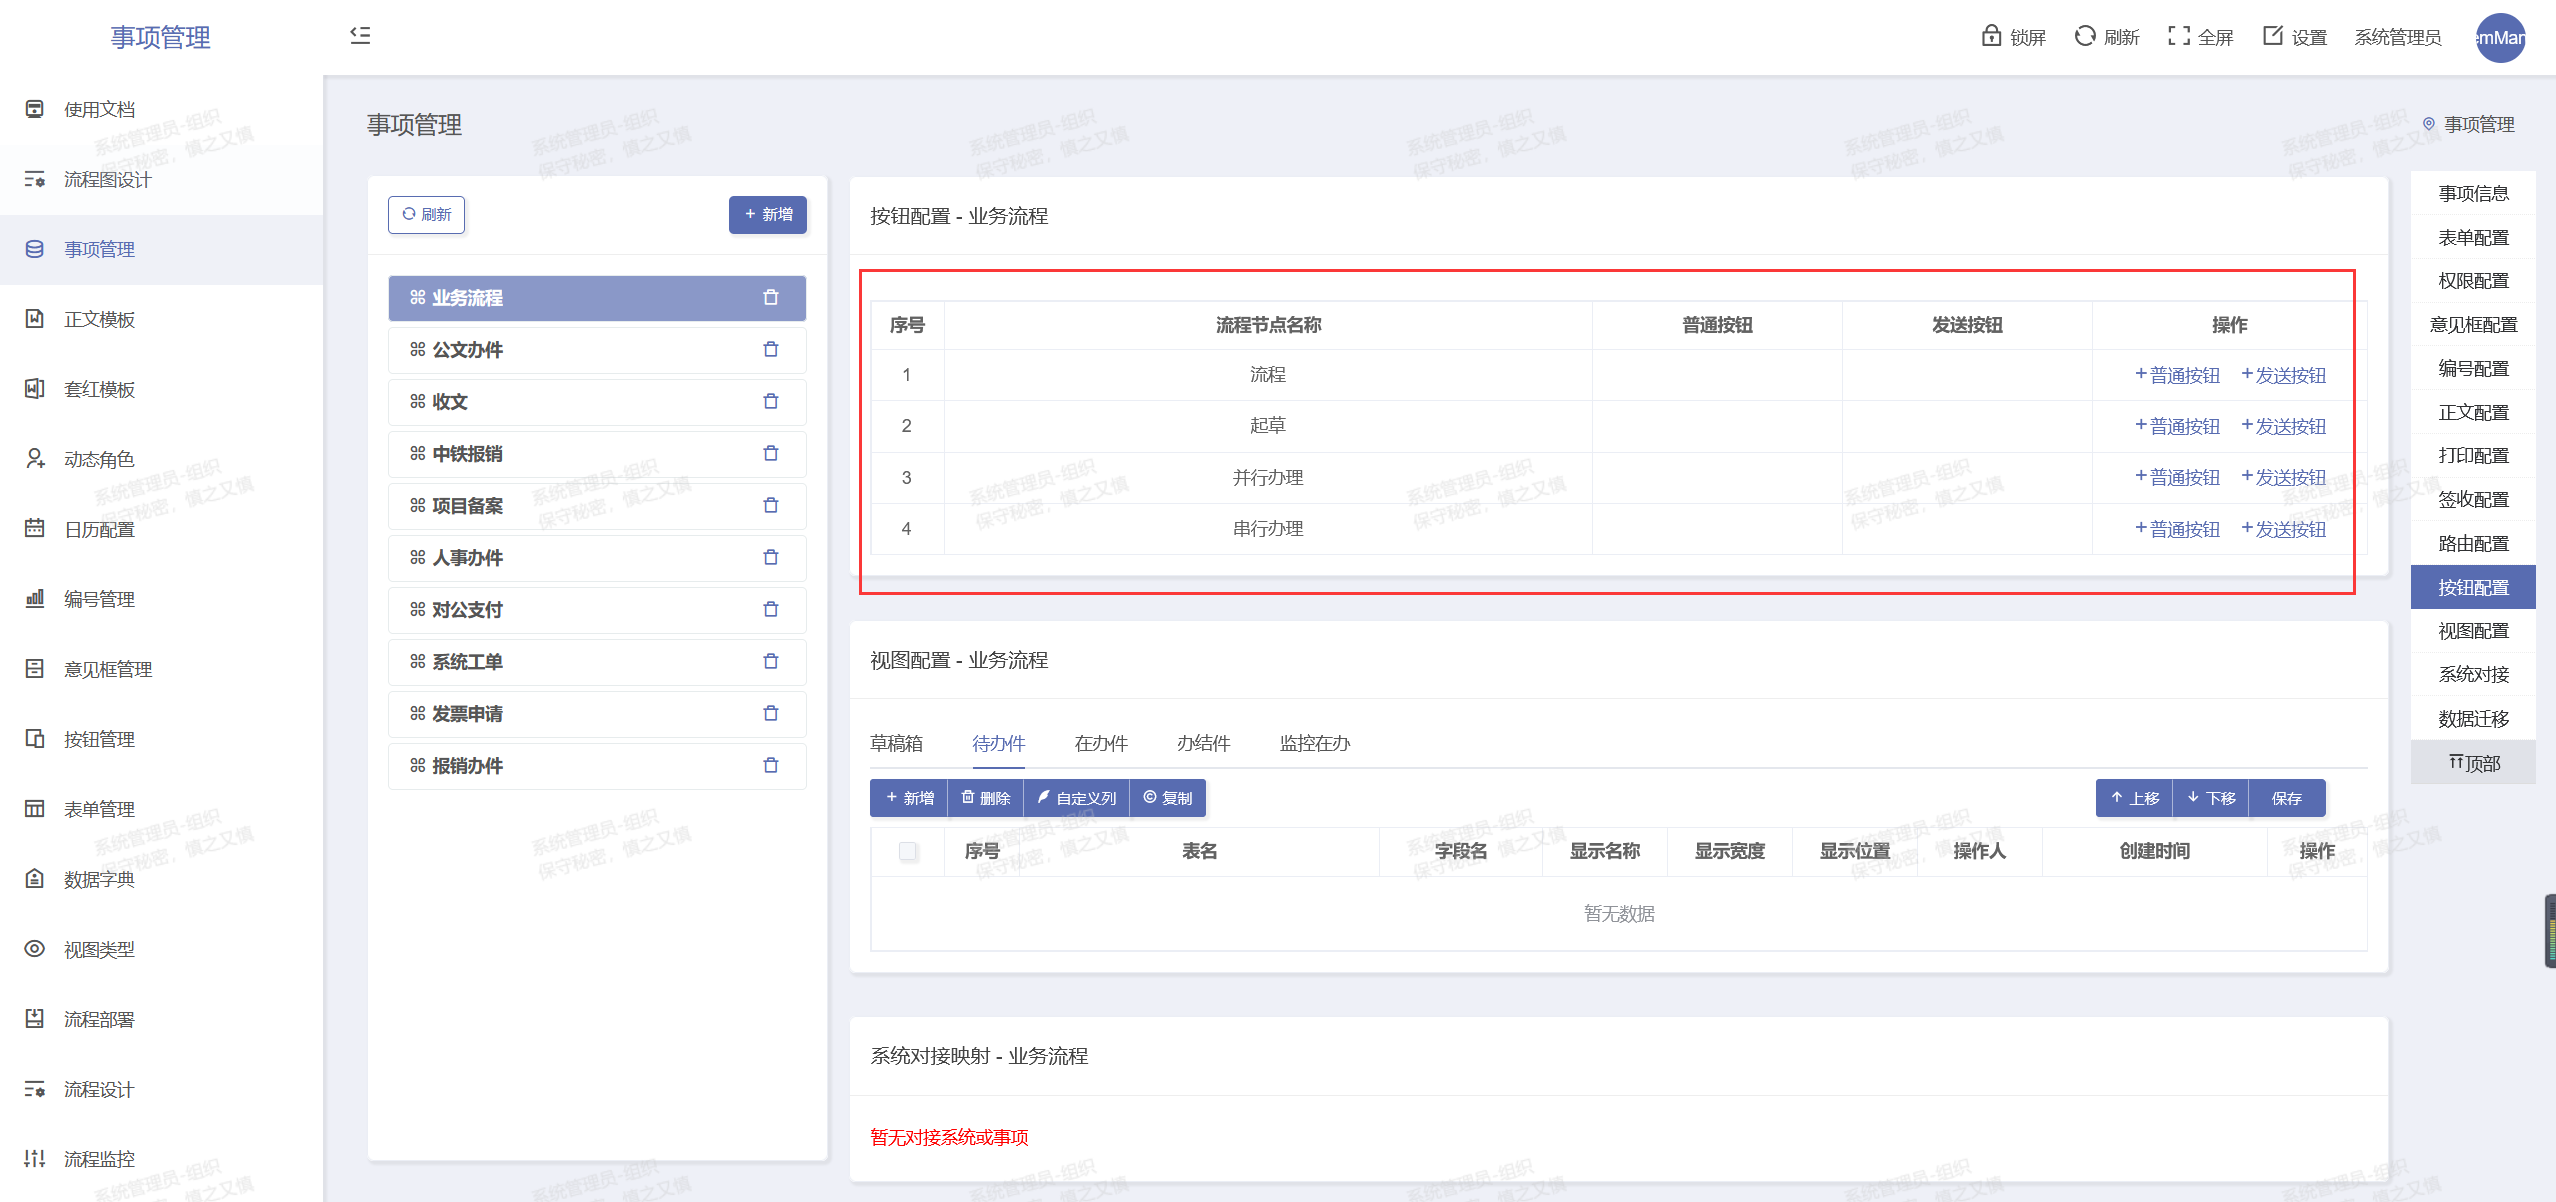 事项管理
锁屏 刷新 全屏 设置 系统管理员 emMan
使用文档
流程图设计
事项管理
正文模板
套红模板
动态角色
日历配置
编号管理
意见框管理
按钮管理
表单管理
数据字典
视图类型
流程部署
流程设计
流程监控
事项管理
事项管理
刷新 + 新增
业务流程
公文办件
收文
中铁报销
项目备案
人事办件
对公支付
系统工单
发票申请
报销办件
按钮配置 - 业务流程
序号 流程节点名称 普通按钮 发送按钮 操作
1 流程 +普通按钮 +发送按钮
2 起草 +普通按钮 +发送按钮
3 并行办理 +普通按钮 +发送按钮
4 串行办理 +普通按钮 +发送按钮
视图配置 - 业务流程
草稿箱 待办件 在办件 办结件 监控在办
+ 新增 删除 自定义列 复制 上移 下移 保存
序号 表名 字段名 显示名称 显示宽度 显示位置 操作人 创建时间 操作
暂无数据
系统对接映射 - 业务流程
暂无对接系统或事项
事项信息
表单配置
权限配置
意见框配置
编号配置
正文配置
打印配置
签收配置
路由配置
按钮配置
视图配置
系统对接
数据迁移
顶部
系统管理员-组织
保守秘密，慎之又慎